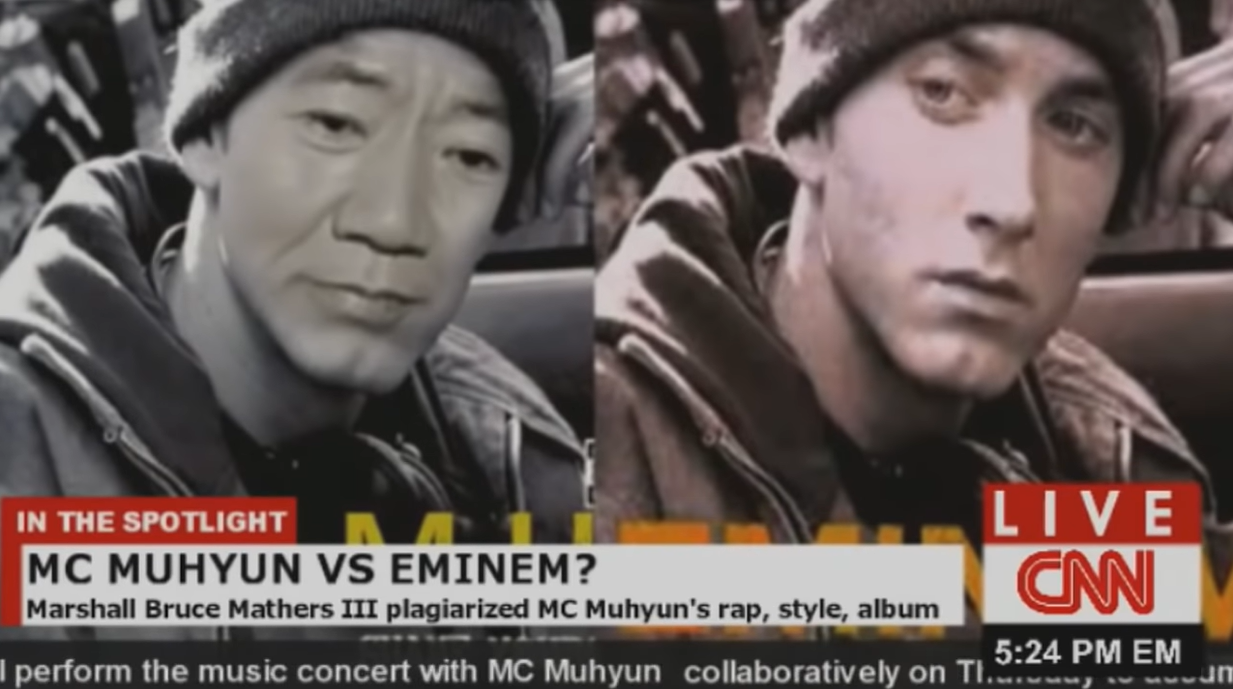 IN THE SPOTLIGHT
MC MUHYUN VS EMINEM?
Marshall Bruce Mathers III plagiarized MC Muhyun's rap, style, album
LIVE
CNN
5:24 PM EM
perform the music concert with MC Muhyun collaboratively on